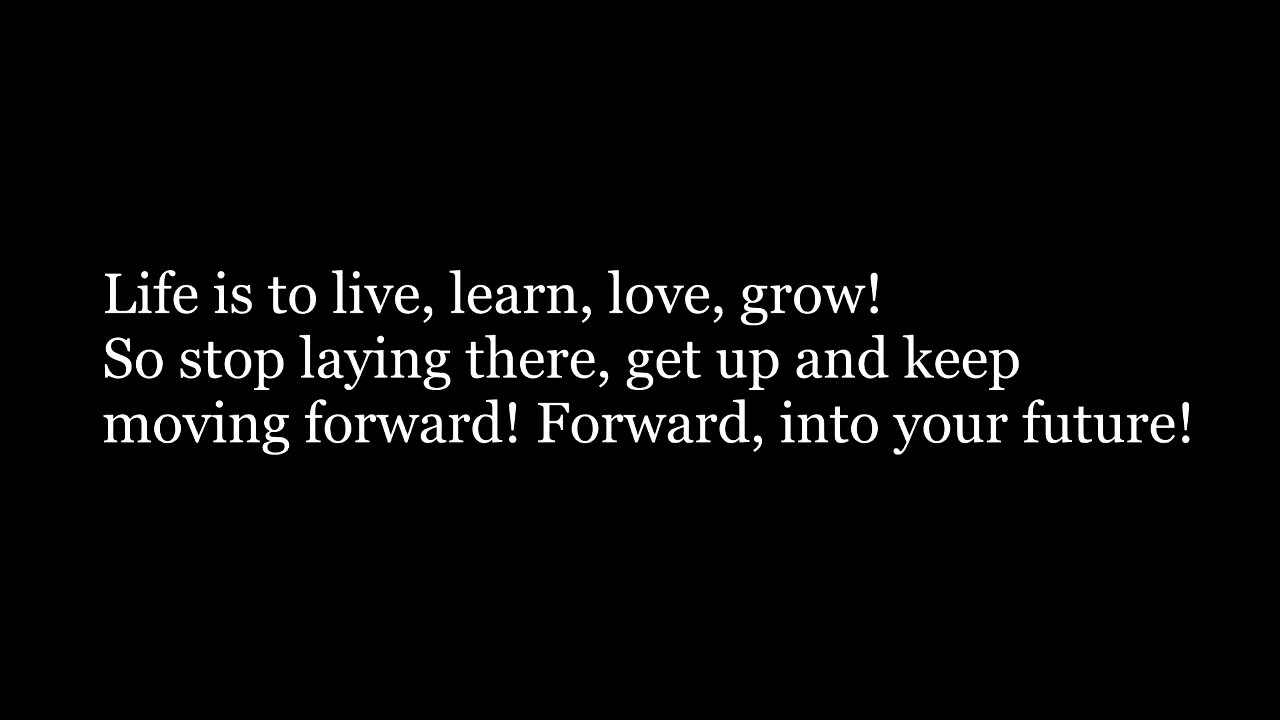 Life is to live, learn, love, grow!
So stop laying there, get up and keep
moving forward! Forward, into your future!